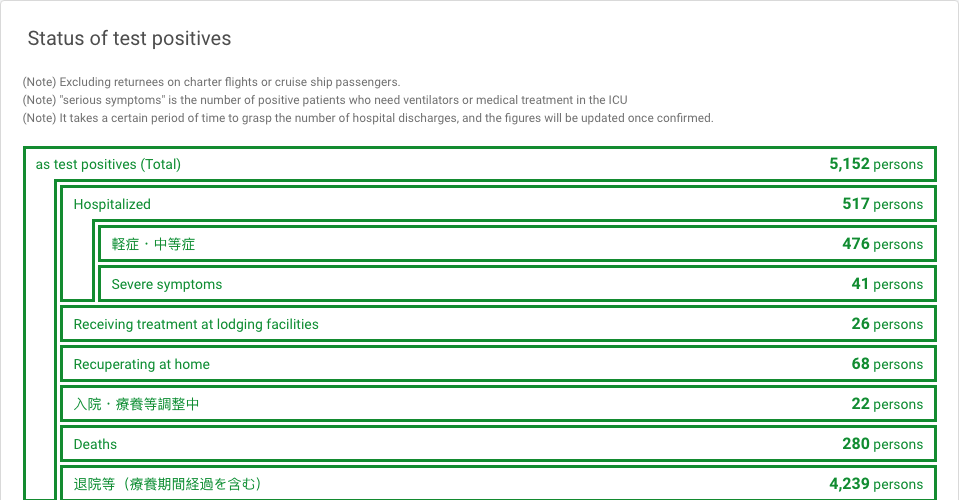 Status of test positives
(Note) Excluding returnees on charter flights or cruise ship passengers.
(Note) "serious symptoms" is the number of positive patients who need ventilators or medical treatment in the ICU
(Note) It takes a certain period of time to grasp the number of hospital discharges, and the figures will be updated once confirmed.
as test positives (Total) 5,152 persons
Hospitalized 517 persons
軽症・中等症 476 persons
Severe symptoms 41 persons
Receiving treatment at lodging facilities 26 persons
Recuperating at home 68 persons
入院・療養等調整中 22 persons
Deaths 280 persons
退院等（療養期間経過を含む） 4,239 persons